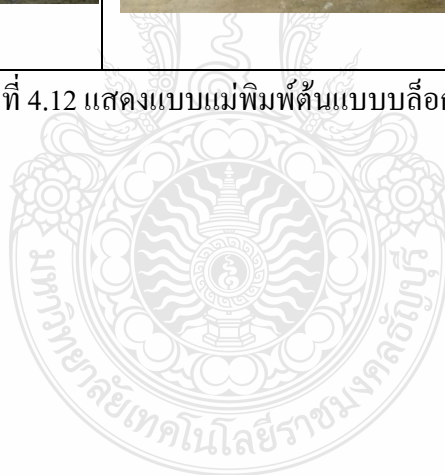 ที่ 4.12 แสดงแบบแม่พิมพ์ต้นแบบบล็อก
มหาวิทยาลัยเทคโนโลยีราชมงคลธัญบุรี